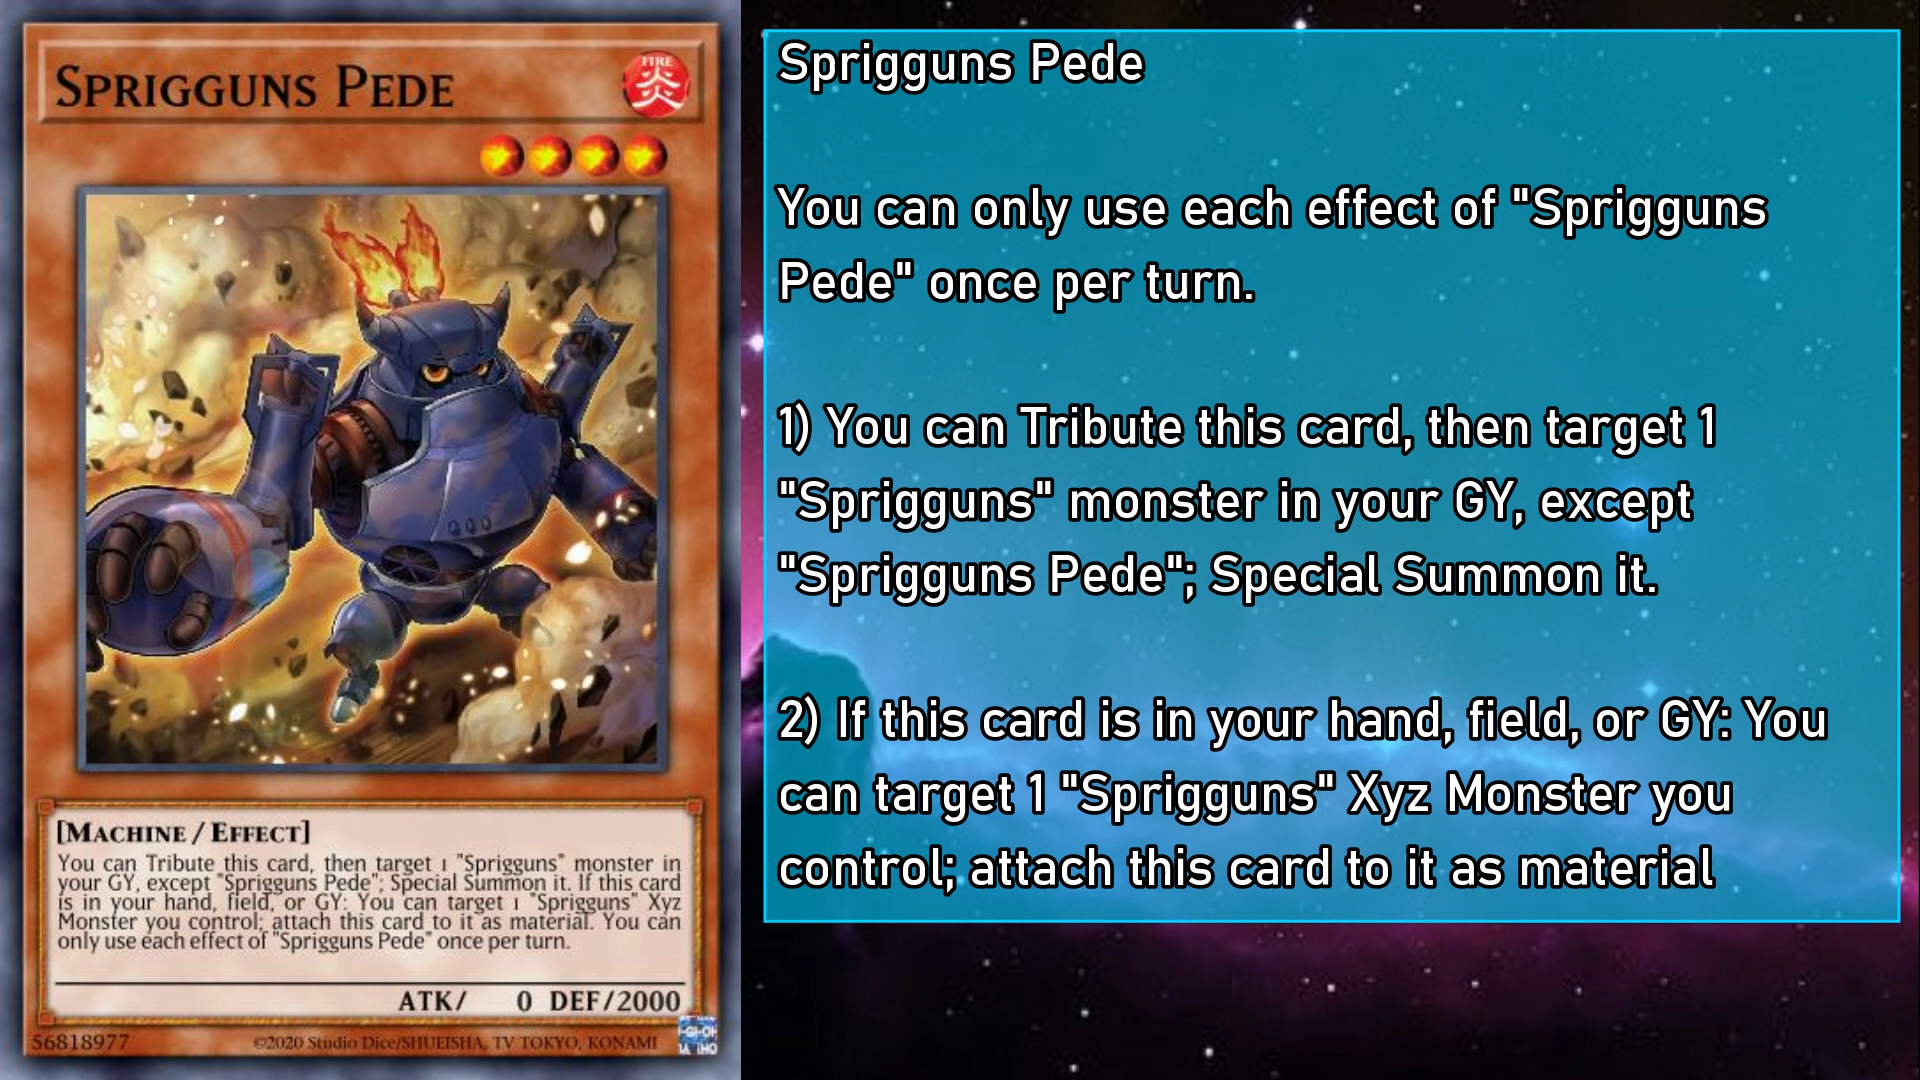 SPRIGGUNS PEDE
FIRE
炎
[MACHINE / EFFECT]
You can Tribute this card, then target 1 "Sprigguns" monster in
your GY, except "Sprigguns Pede"; Special Summon it. If this card
is in your hand, field, or GY: You can target 1 "Sprigguns" Xyz
Monster you control; attach this card to it as material. You can
only use each effect of "Sprigguns Pede" once per turn.
ATK/ 0 DEF/2000
56818977 ©2020 Studio Dice/SHUEISHA, TV TOKYO, KONAMI
Sprigguns Pede
You can only use each effect of "Sprigguns
Pede" once per turn.
1) You can Tribute this card, then target 1
"Sprigguns" monster in your GY, except
"Sprigguns Pede"; Special Summon it.
2) If this card is in your hand, field, or GY: You
can target 1 "Sprigguns" Xyz Monster you
control; attach this card to it as material